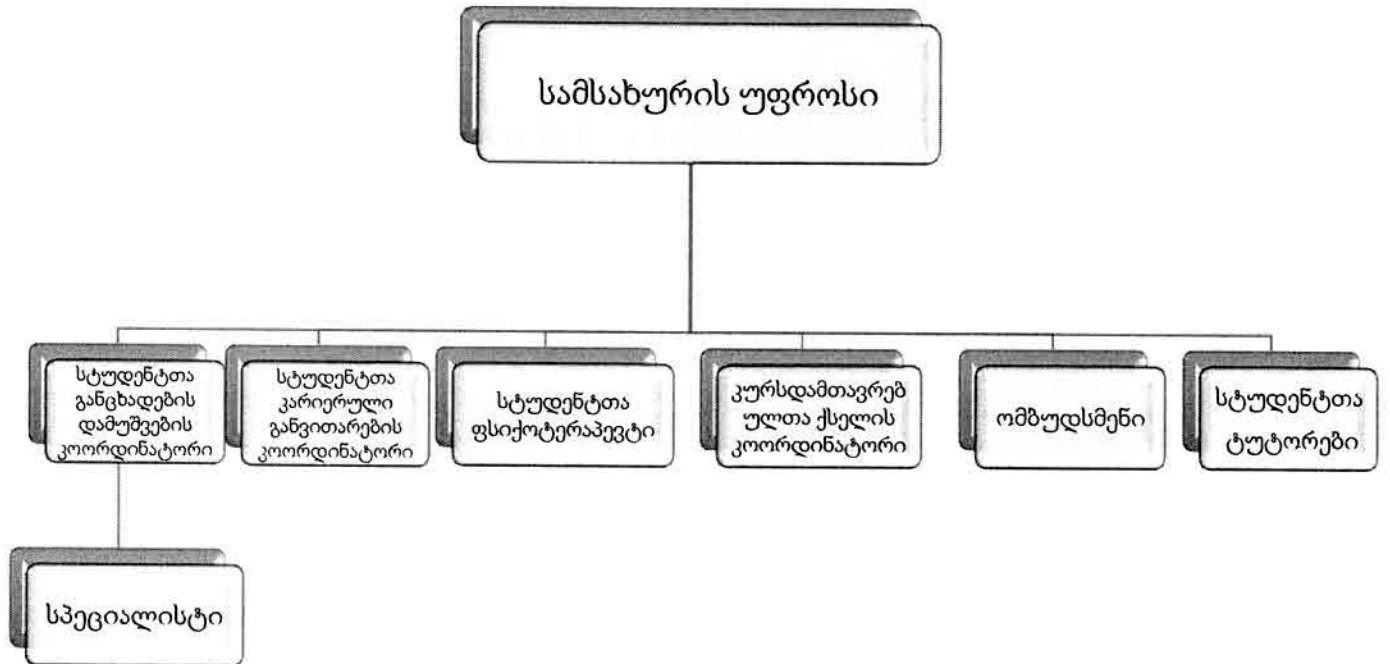 სამსახურის უფროსი
სტუდენტთა
განცხადების
დამუშვების
კოორდინატორი
სტუდენტთა
კარიერული
განვითარების
კოორდინატორი
სტუდენტთა
ფსიქოთერაპევტი
კურსდამთავრებ
ულთა ქსელის
კოორდინატორი
ომბუდსმენი
სტუდენტთა
ტუტორები
სპეციალისტი